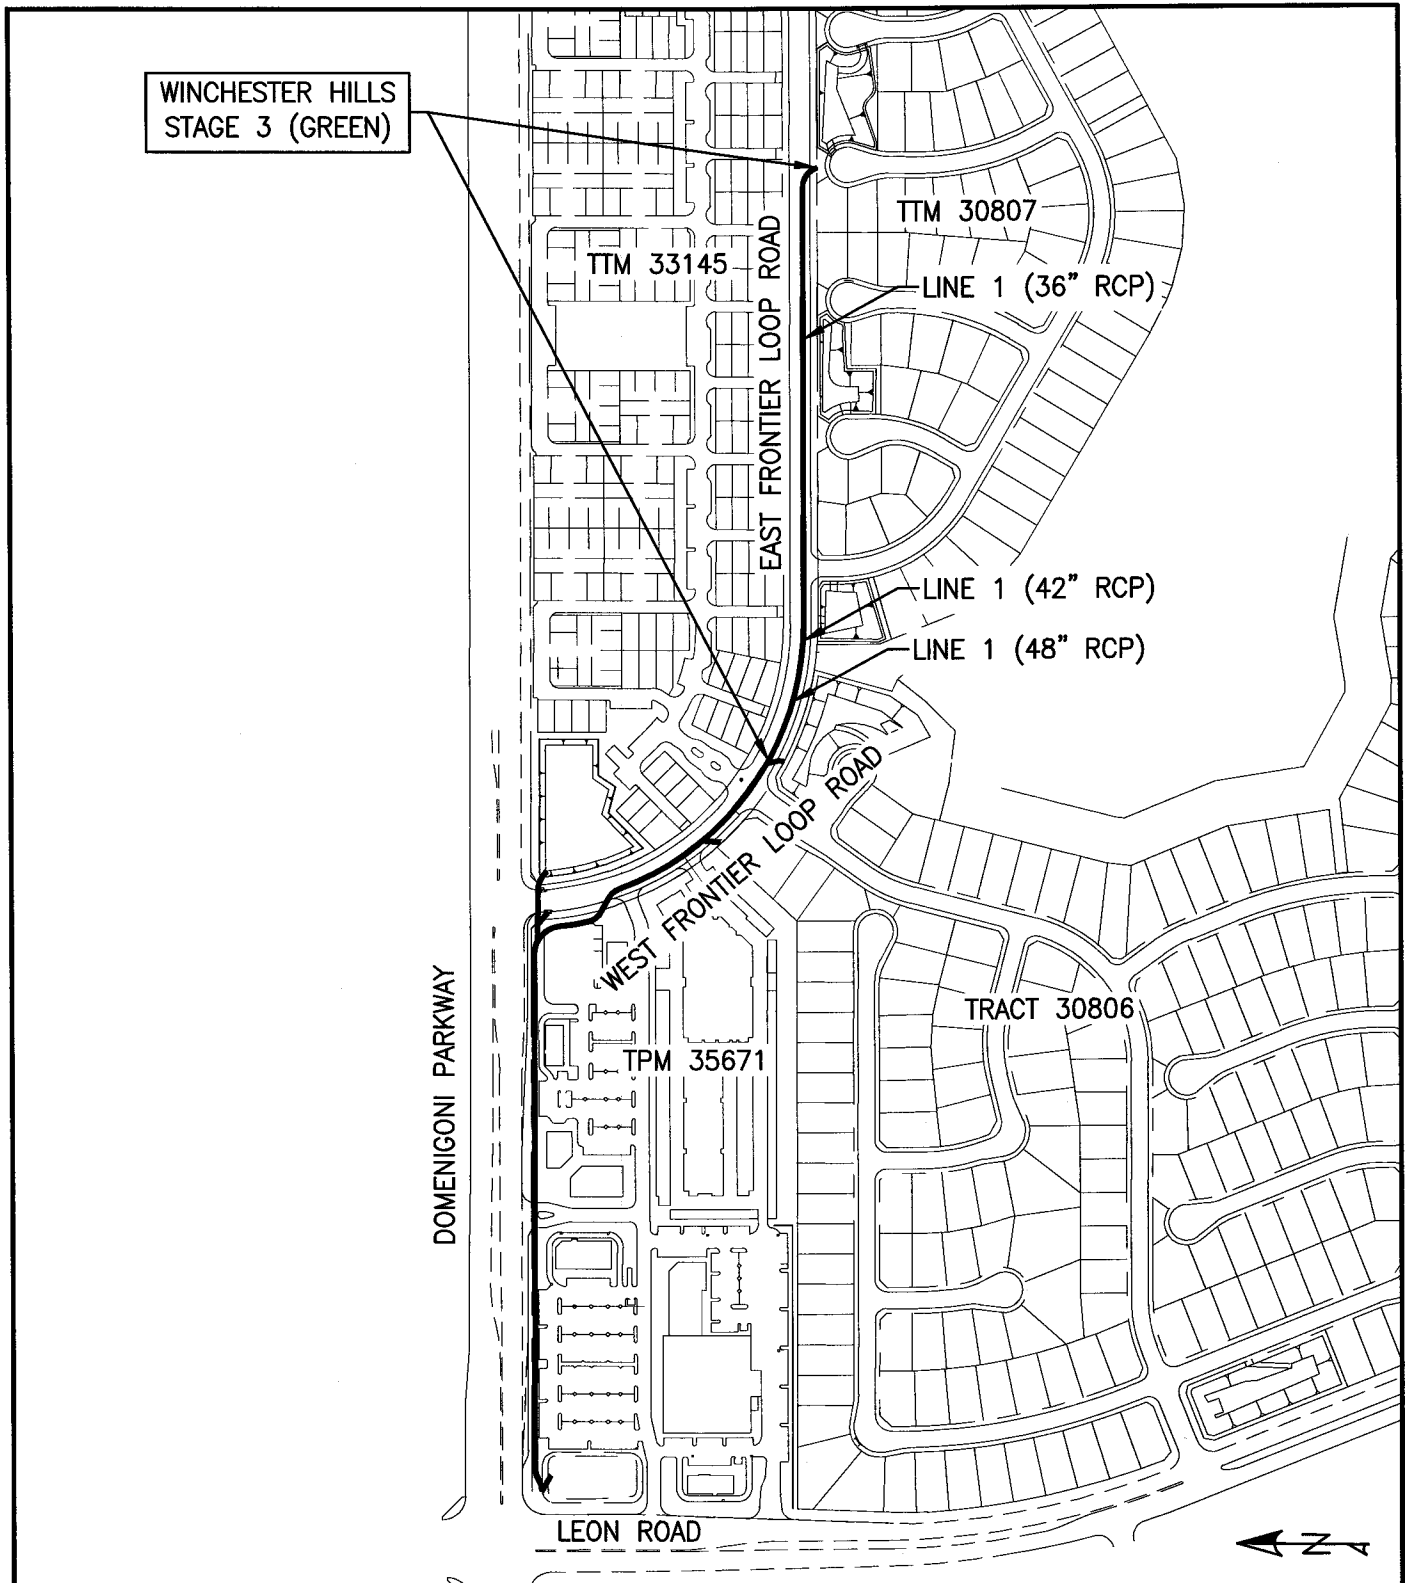 WINCHESTER HILLS
STAGE 3 (GREEN)
TTM 30807
TTM 33145
EAST FRONTIER LOOP ROAD
LINE 1 (36" RCP)
LINE 1 (42" RCP)
LINE 1 (48" RCP)
WEST FRONTIER LOOP ROAD
DOMENIGONI PARKWAY
TRACT 30806
TPM 35671
LEON ROAD
N